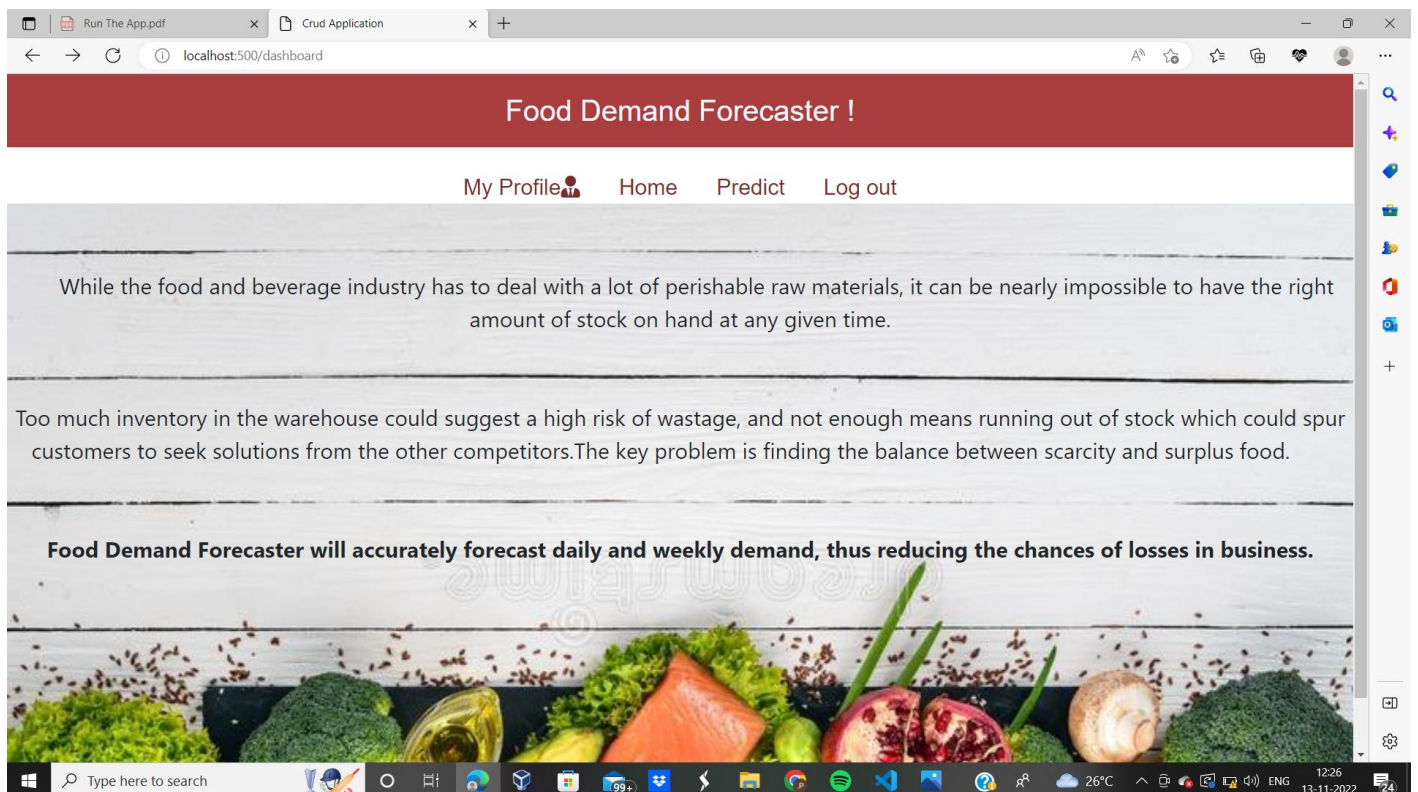 Run The App.pdf
Crud Application
localhost:500/dashboard
Food Demand Forecaster !
My Profile Home Predict Log out
While the food and beverage industry has to deal with a lot of perishable raw materials, it can be nearly impossible to have the right
amount of stock on hand at any given time.
Too much inventory in the warehouse could suggest a high risk of wastage, and not enough means running out of stock which could spur
customers to seek solutions from the other competitors.The key problem is finding the balance between scarcity and surplus food.
Food Demand Forecaster will accurately forecast daily and weekly demand, thus reducing the chances of losses in business.
dreamstime
Type here to search
99+
26°C
ENG
12:26
13-11-2022
24